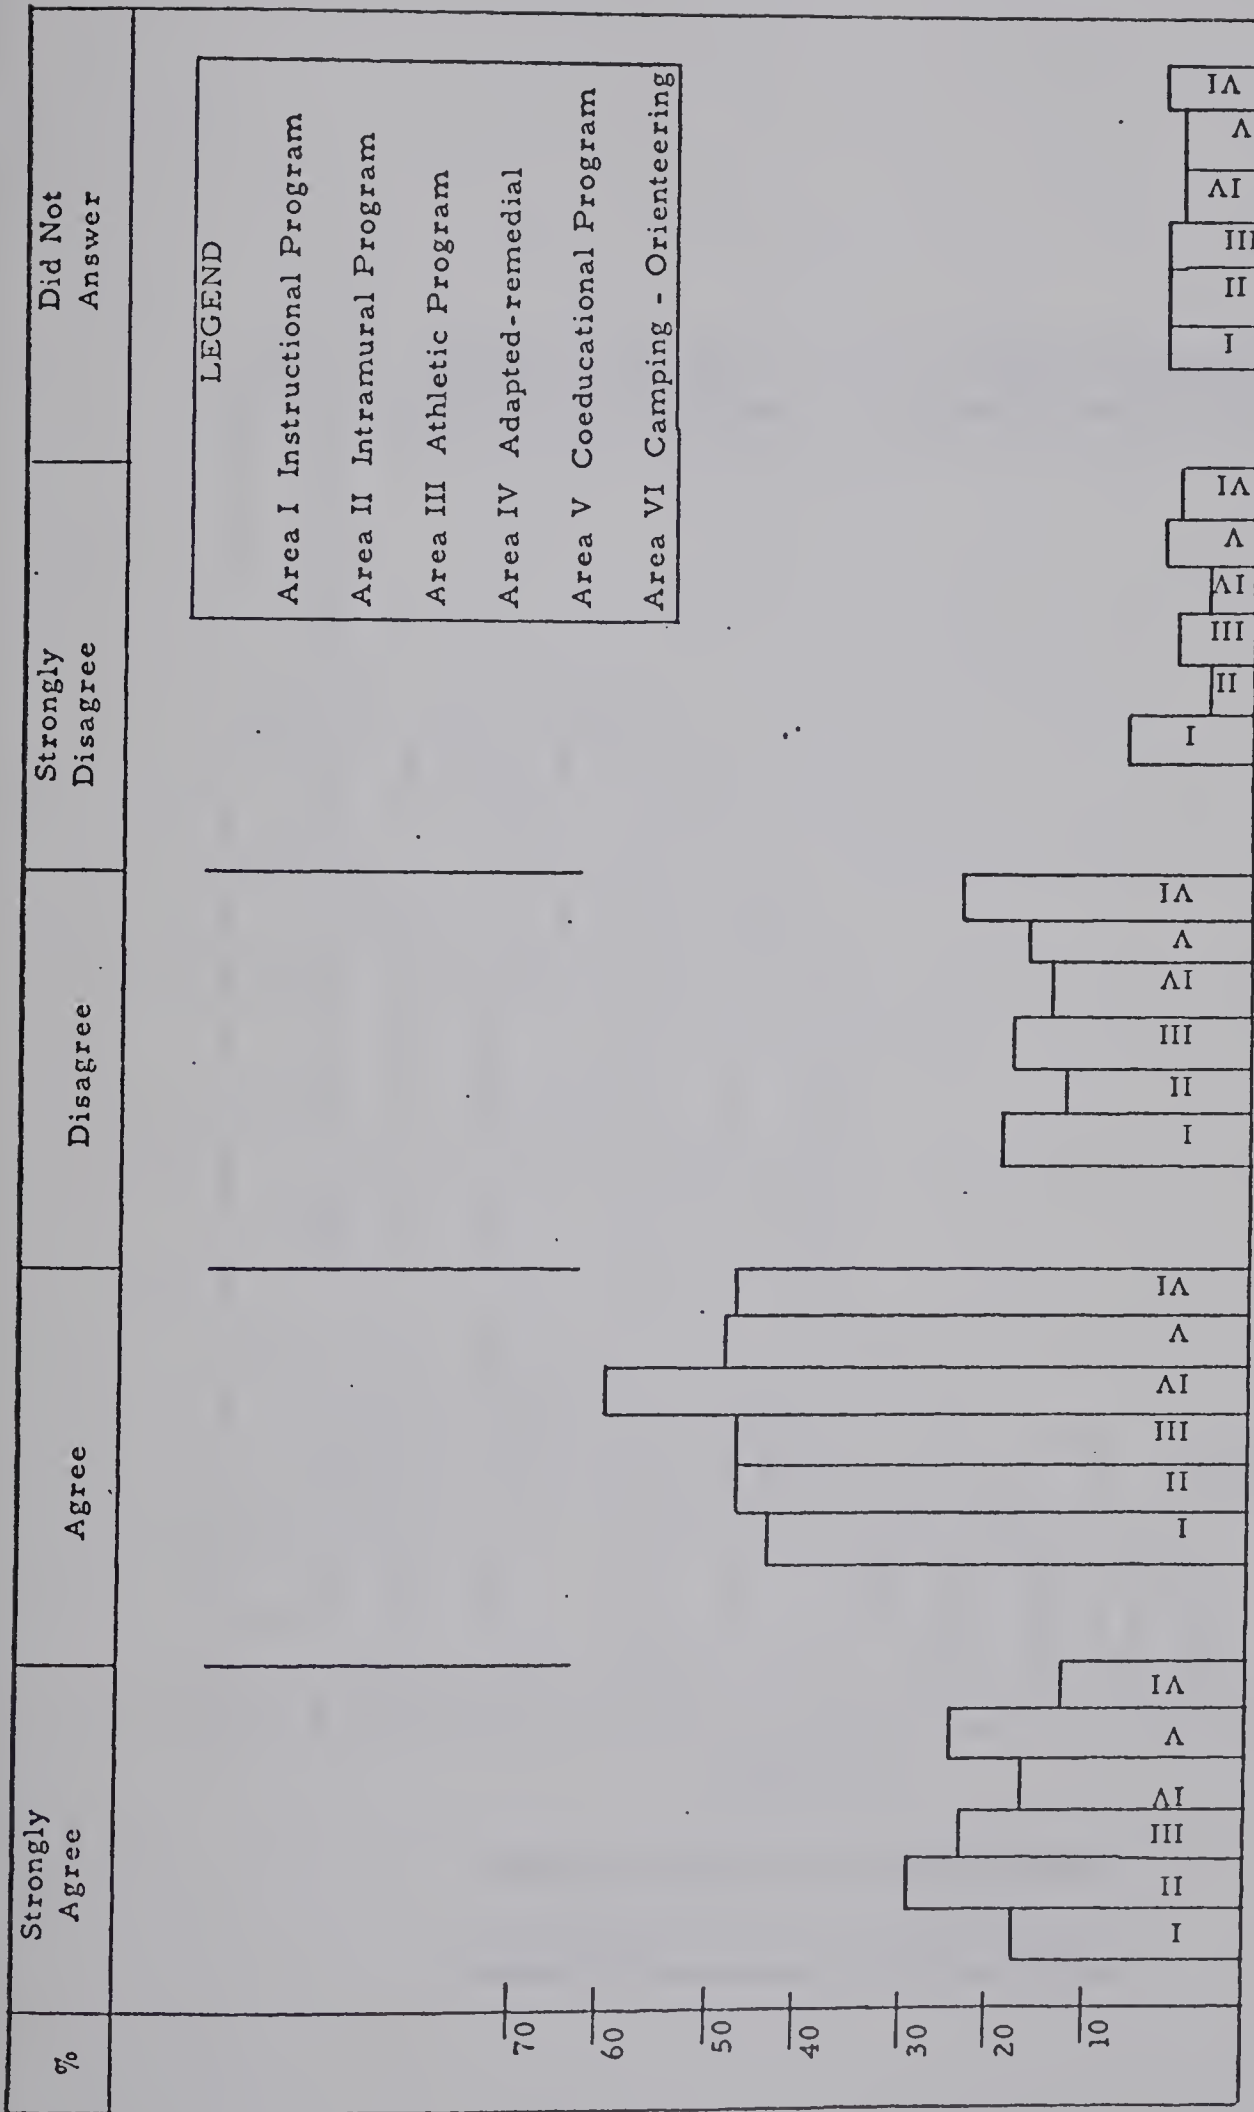 %
Strongly
Agree
Agree
Disagree
Strongly
Disagree
Did Not
Answer
LEGEND
Area I Instructional Program
Area II Intramural Program
Area III Athletic Program
Area IV Adapted-remedial
Area V Coeducational Program
Area VI Camping - Orienteering
70
60
50
40
30
20
10
I
II
III
IV
V
VI
I
II
III
IV
V
VI
I
II
III
IV
V
VI
I
II
III
IV
V
VI
I
II
III
IV
V
VI